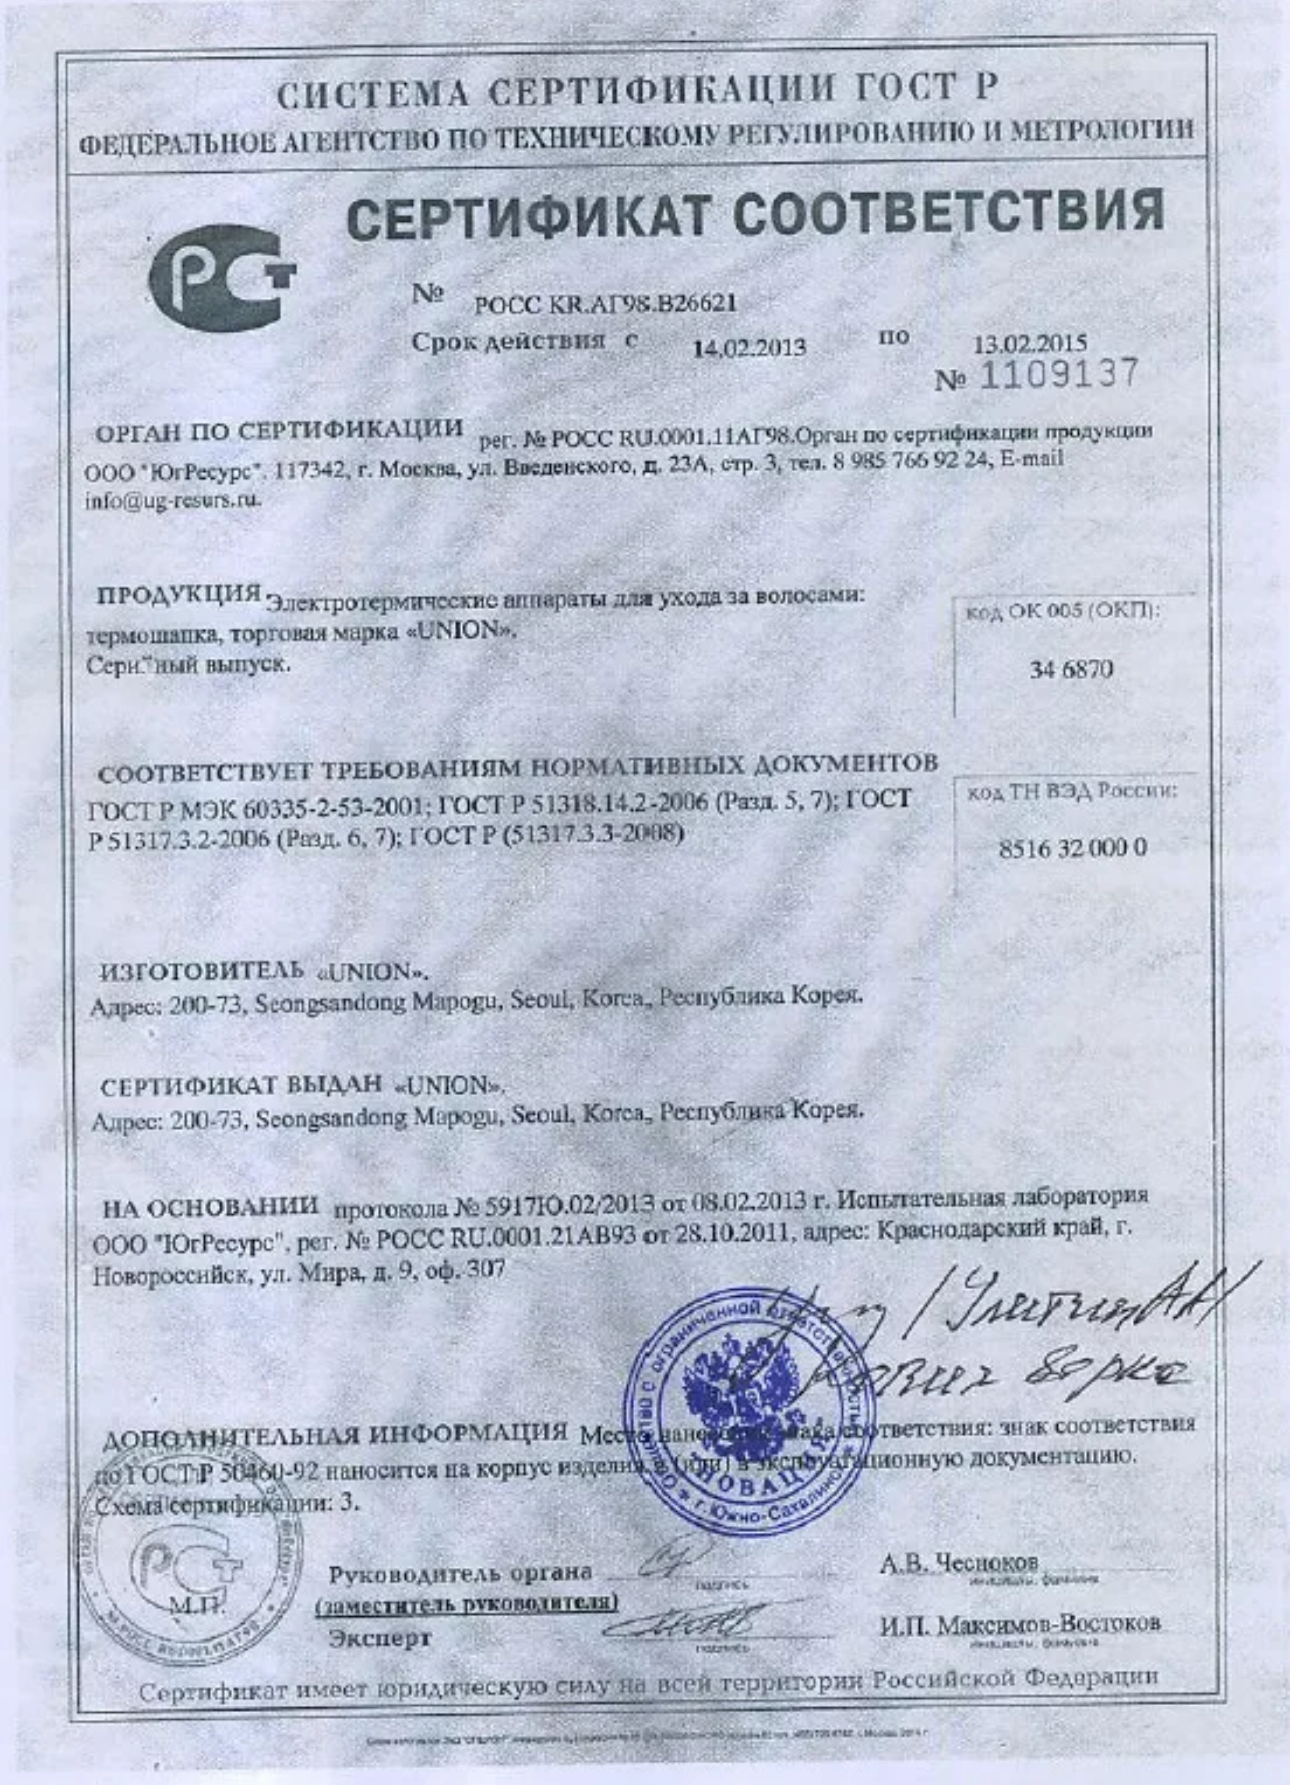 СИСТЕМА СЕРТИФИКАЦИИ ГОСТ Р
ФЕДЕРАЛЬНОЕ АГЕНТСТВО ПО ТЕХНИЧЕСКОМУ РЕГУЛИРОВАНИЮ И МЕТРОЛОГИИ
СЕРТИФИКАТ СООТВЕТСТВИЯ
№ РОСС KR.АГ98.В26621
Срок действия с 14.02.2013 по 13.02.2015
№ 1109137
ОРГАН ПО СЕРТИФИКАЦИИ рег. № РОСС RU.0001.11АГ98.Орган по сертификации продукции
ООО "ЮгРесурс". 117342, г. Москва, ул. Введенского, д. 23А, стр. 3, тел. 8 985 766 92 24, E-mail
info@ug-resurs.ru.
ПРОДУКЦИЯ Электротермические аппараты для ухода за волосами:
термошапка, торговая марка «UNION».
Серийный выпуск.
код ОК 005 (ОКП):
34 6870
СООТВЕТСТВУЕТ ТРЕБОВАНИЯМ НОРМАТИВНЫХ ДОКУМЕНТОВ
ГОСТ Р МЭК 60335-2-53-2001; ГОСТ Р 51318.14.2-2006 (Разд. 5, 7); ГОСТ
Р 51317.3.2-2006 (Разд. 6, 7); ГОСТ Р (51317.3.3-2008)
код ТН ВЭД России:
8516 32 000 0
ИЗГОТОВИТЕЛЬ «UNION».
Адрес: 200-73, Seongsandong Mapogu, Seoul, Korea, Республика Корея.
СЕРТИФИКАТ ВЫДАН «UNION».
Адрес: 200-73, Seongsandong Mapogu, Seoul, Korea, Республика Корея.
НА ОСНОВАНИИ протокола № 5917Ю.02/2013 от 08.02.2013 г. Испытательная лаборатория
ООО "ЮгРесурс", рег. № РОСС RU.0001.21АВ93 от 28.10.2011, адрес: Краснодарский край, г.
Новороссийск, ул. Мира, д. 9, оф. 307
Копия верна
ДОПОЛНИТЕЛЬНАЯ ИНФОРМАЦИЯ Место нанесения знака соответствия: знак соответствия
по ГОСТ Р 50460-92 наносится на корпус изделия и (или) в эксплуатационную документацию.
Схема сертификации: 3.
с ограниченной ответственностью
г. Южно-Сахалинск
Руководитель органа подпись А.В. Чесноков инициалы, фамилия
(заместитель руководителя)
М.П.
Эксперт подпись И.П. Максимов-Востоков инициалы, фамилия
Сертификат имеет юридическую силу на всей территории Российской Федерации